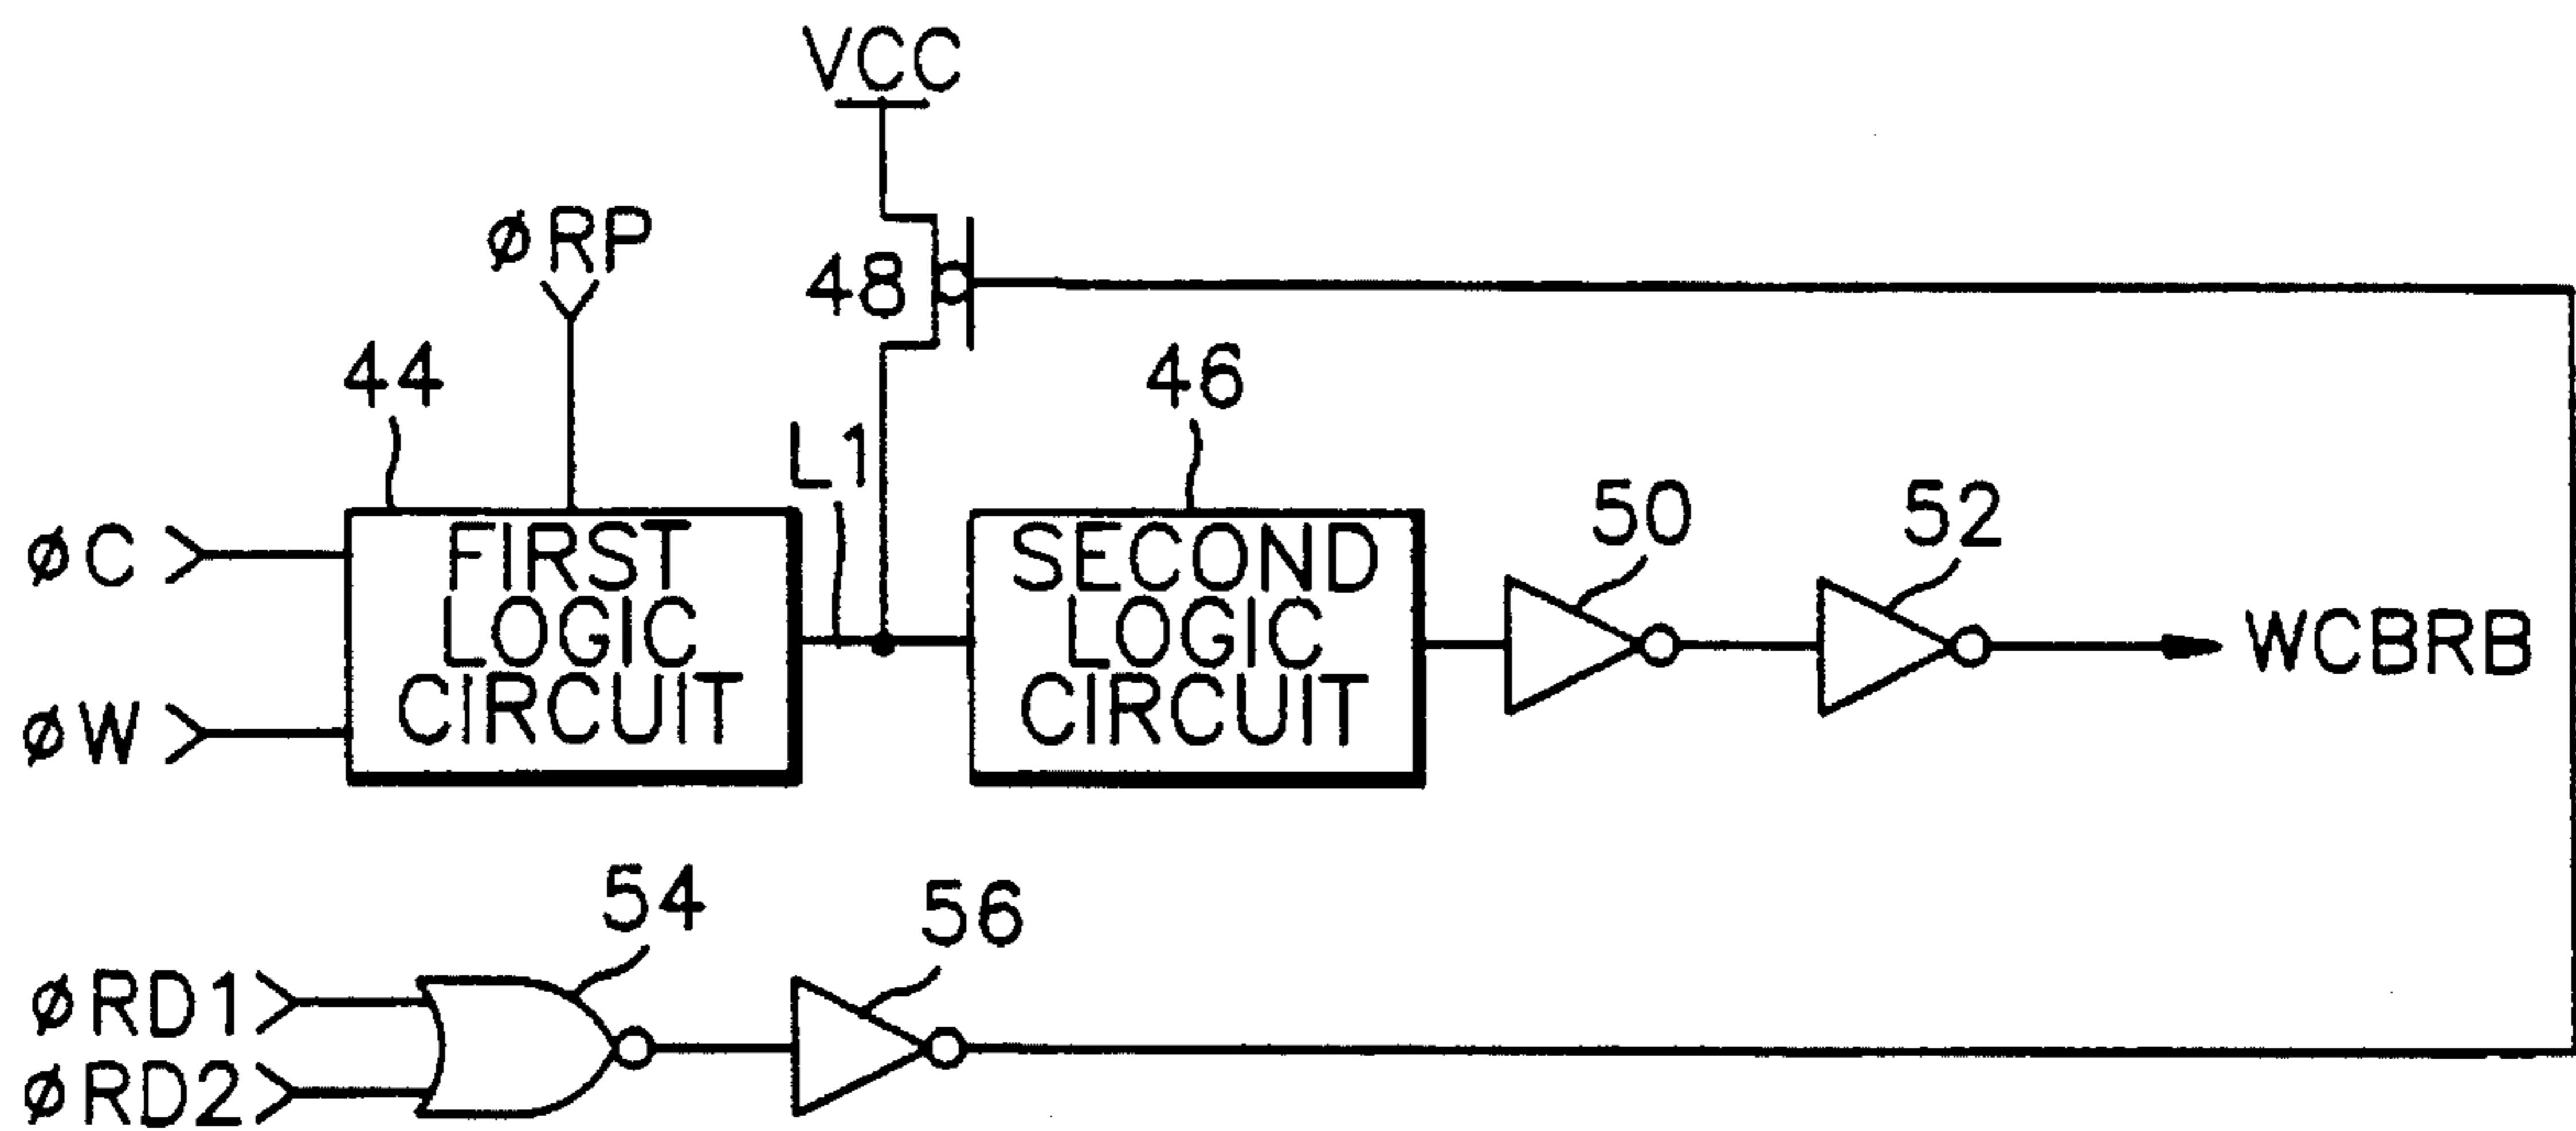 VCC
øRP
48
44
L1
46
50
52
øC
øW
FIRST
LOGIC
CIRCUIT
SECOND
LOGIC
CIRCUIT
WCBRB
54
56
øRD1
øRD2